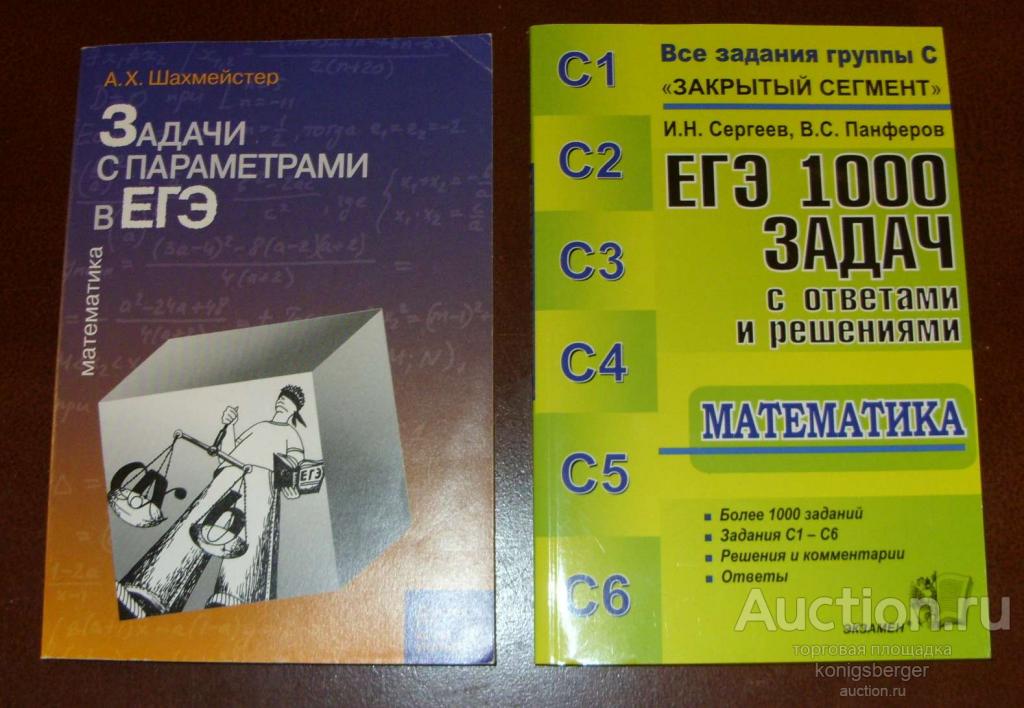 А.Х. Шахмейстер
ЗАДАЧИ
С ПАРАМЕТРАМИ
В ЕГЭ
математика
ЕГЭ
C1
C2
C3
C4
C5
C6
Все задания группы С
«ЗАКРЫТЫЙ СЕГМЕНТ»
И.Н. Сергеев, В.С. Панферов
ЕГЭ 1000
ЗАДАЧ
с ответами
и решениями
МАТЕМАТИКА
Более 1000 заданий
Задания С1 – С6
Решения и комментарии
Ответы
ЭКЗАМЕН
Auction.ru
торговая площадка
konigsberger
auction.ru